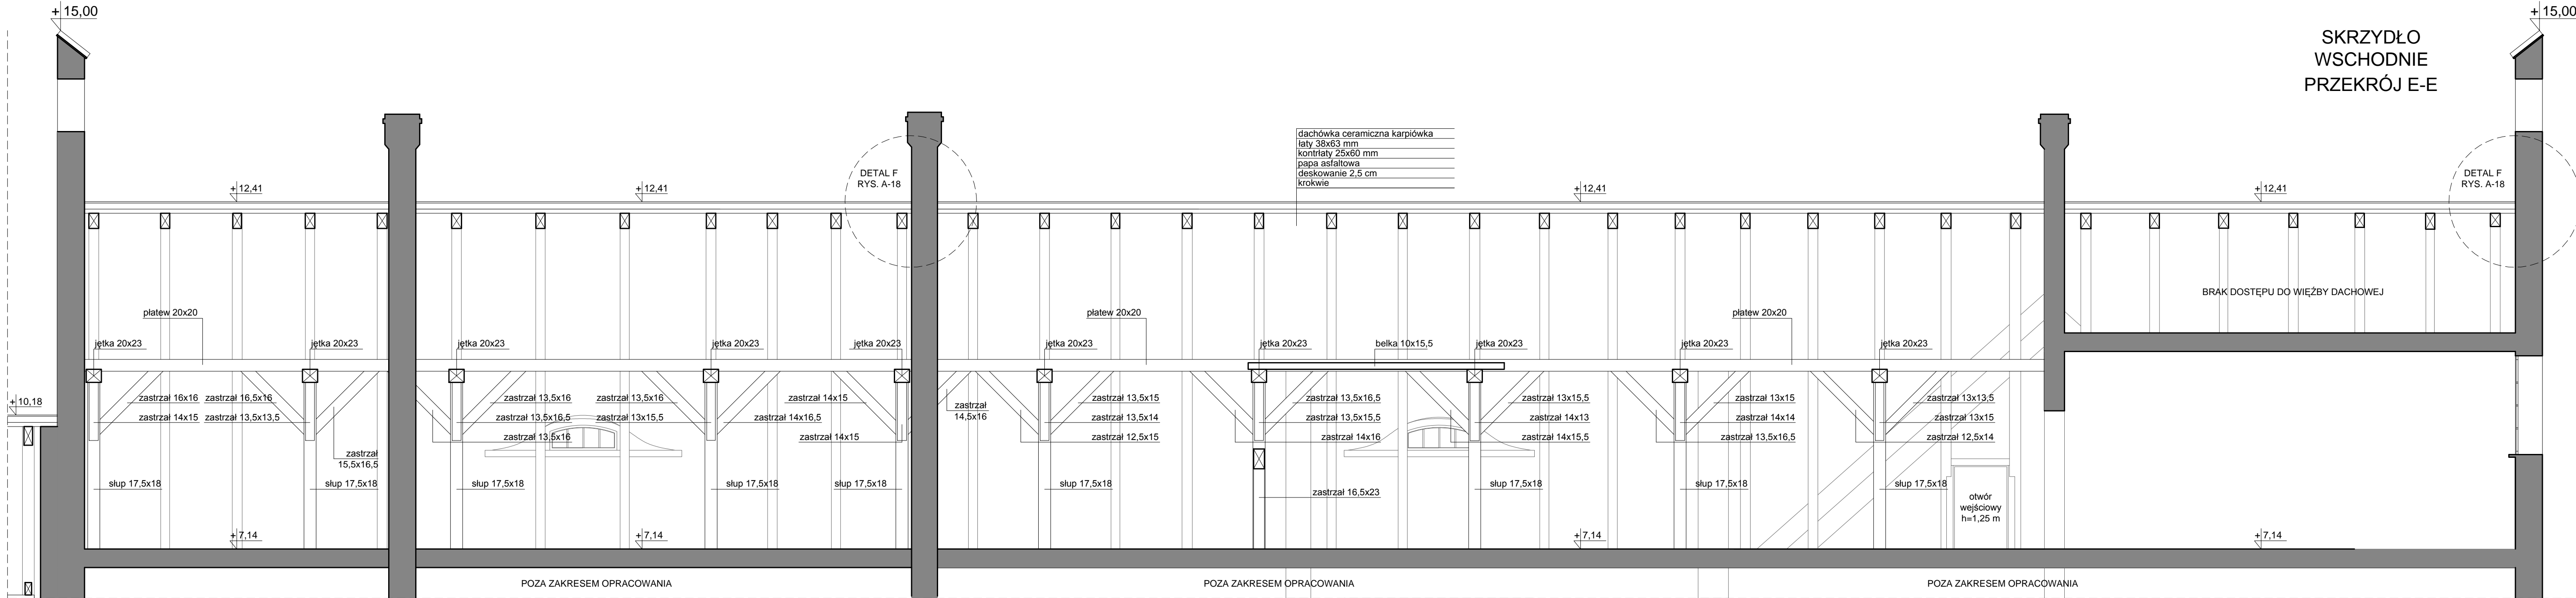 + 15,00
+ 15,00
SKRZYDŁO
WSCHODNIE
PRZEKRÓJ E-E
dachówka ceramiczna karpiówka
łaty 38x63 mm
kontrłaty 25x60 mm
papa asfaltowa
deskowanie 2,5 cm
krokwie
DETAL F
RYS. A-18
DETAL F
RYS. A-18
+ 12,41
+ 12,41
+ 12,41
+ 12,41
BRAK DOSTĘPU DO WIĘŹBY DACHOWEJ
płatew 20x20
płatew 20x20
płatew 20x20
jętka 20x23
jętka 20x23
jętka 20x23
jętka 20x23
jętka 20x23
jętka 20x23
jętka 20x23
belka 10x15,5
jętka 20x23
jętka 20x23
jętka 20x23
+ 10,18
zastrzał 16x16
zastrzał 16,5x16
zastrzał 14x15
zastrzał 13,5x13,5
zastrzał
15,5x16,5
zastrzał 13,5x16
zastrzał 13,5x16
zastrzał 13,5x16,5
zastrzał 13x15,5
zastrzał 13,5x16
zastrzał 14x15
zastrzał 14x16,5
zastrzał 14x15
zastrzał
14,5x16
zastrzał 13,5x15
zastrzał 13,5x14
zastrzał 12,5x15
zastrzał 13,5x16,5
zastrzał 13,5x15,5
zastrzał 14x16
zastrzał 13x15,5
zastrzał 14x13
zastrzał 14x15,5
zastrzał 13x15
zastrzał 14x14
zastrzał 13,5x16,5
zastrzał 13x13,5
zastrzał 13x15
zastrzał 12,5x14
słup 17,5x18
słup 17,5x18
słup 17,5x18
słup 17,5x18
słup 17,5x18
słup 17,5x18
zastrzał 16,5x23
słup 17,5x18
słup 17,5x18
słup 17,5x18
otwór
wejściowy
h=1,25 m
+ 7,14
+ 7,14
+ 7,14
+ 7,14
POZA ZAKRESEM OPRACOWANIA
POZA ZAKRESEM OPRACOWANIA
POZA ZAKRESEM OPRACOWANIA